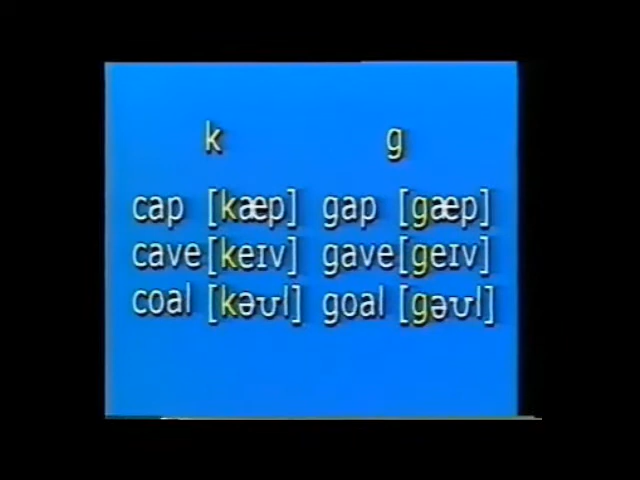 k g
cap [kæp] gap [gæp]
cave[keɪv] gave[geɪv]
coal [kəʊl] goal [gəʊl]